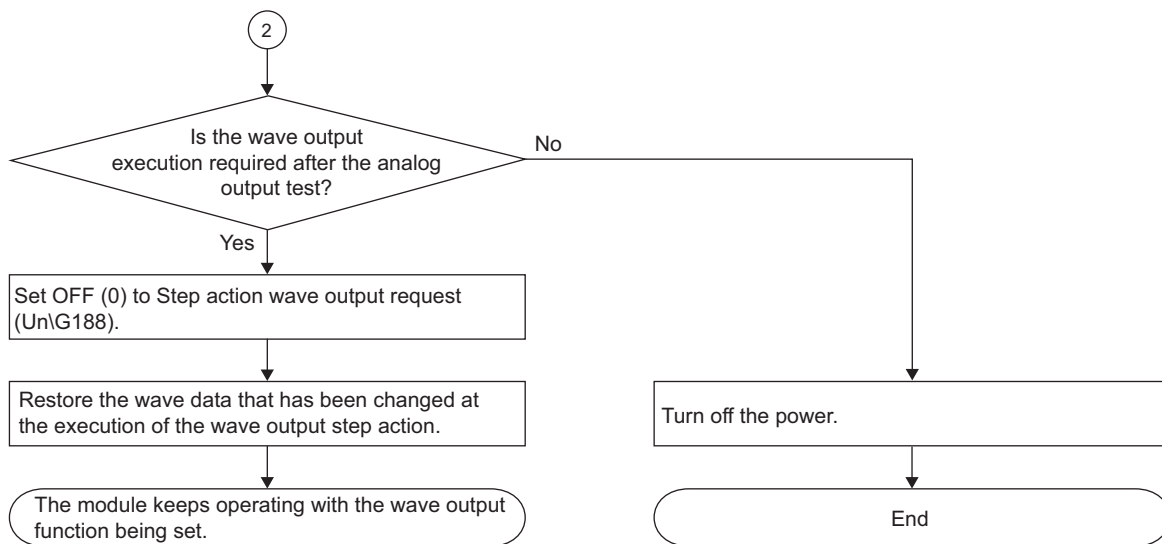 2
Is the wave output
execution required after the analog
output test?
No
Yes
Set OFF (0) to Step action wave output request
(Un\G188).
Restore the wave data that has been changed at
the execution of the wave output step action.
Turn off the power.
The module keeps operating with the wave output
function being set.
End